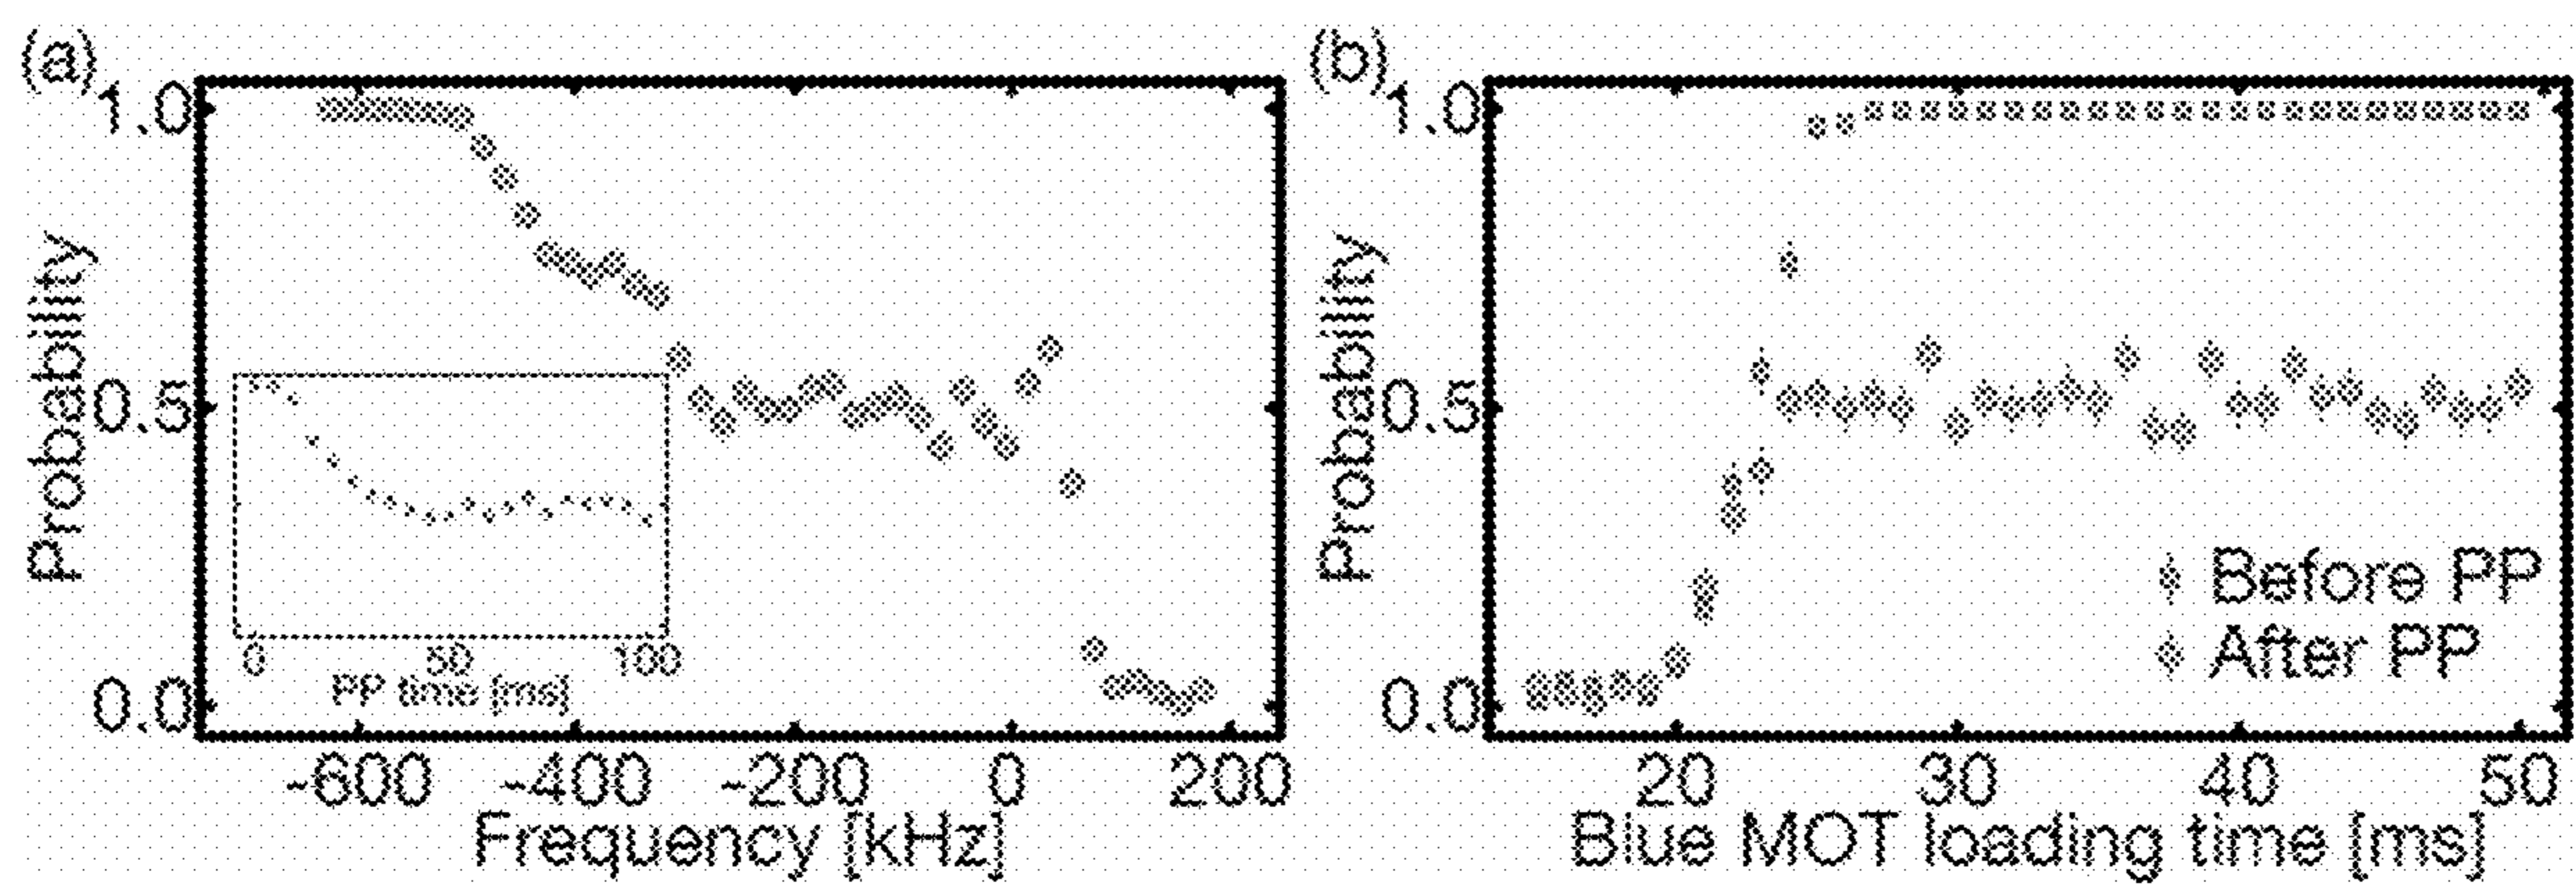 (a)
1.0
0.5
0.0
Probability
0
50
100
PP time [ms]
-600
-400
-200
0
200
Frequency [kHz]
(b)
1.0
0.5
0.0
Probability
Before PP
After PP
20
30
40
50
Blue MOT loading time [ms]